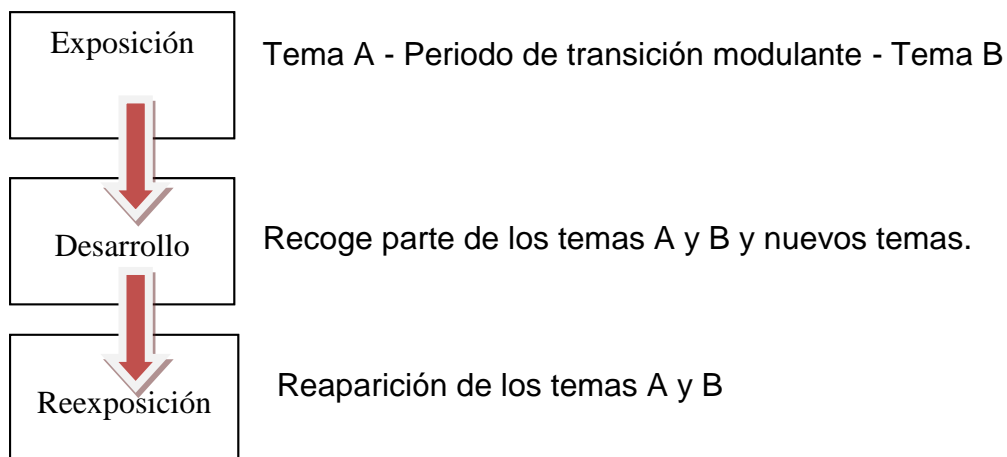 Exposición
Tema A - Periodo de transición modulante - Tema B
Desarrollo
Recoge parte de los temas A y B y nuevos temas.
Reexposición
Reaparición de los temas A y B